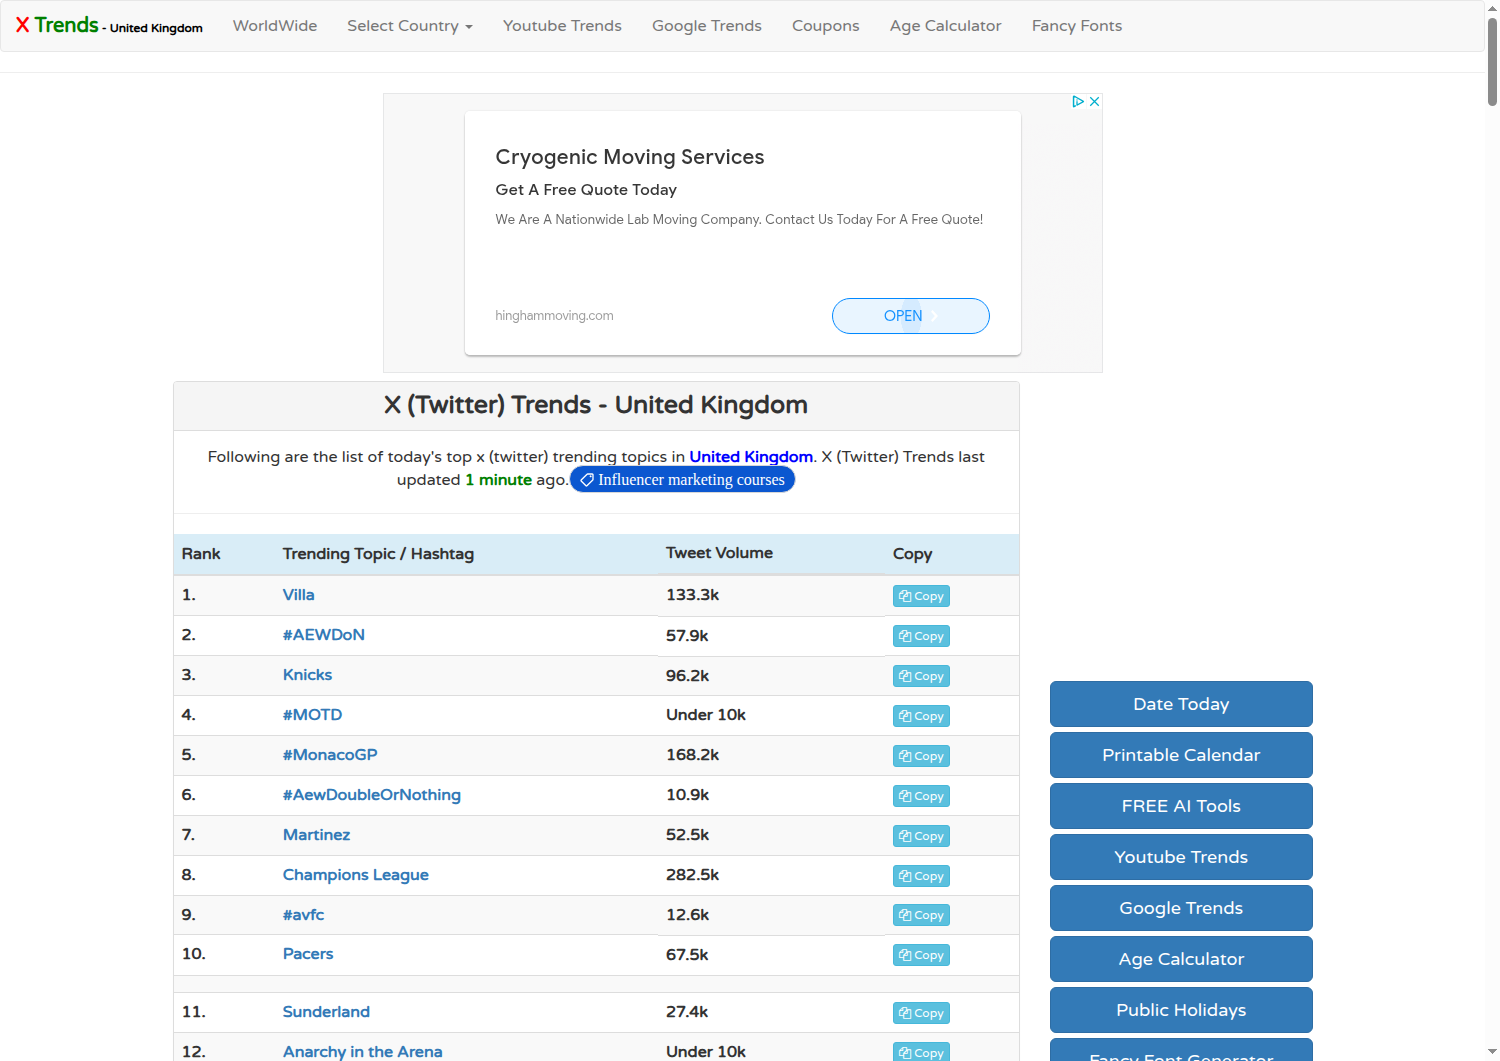 X Trends - United Kingdom WorldWide Select Country Youtube Trends Google Trends Coupons Age Calculator Fancy Fonts
Cryogenic Moving Services
Get A Free Quote Today
We Are A Nationwide Lab Moving Company. Contact Us Today For A Free Quote!
hinghammoving.com OPEN
X (Twitter) Trends - United Kingdom
Following are the list of today's top x (twitter) trending topics in United Kingdom. X (Twitter) Trends last
updated 1 minute ago. Influencer marketing courses
Rank Trending Topic / Hashtag Tweet Volume Copy
1. Villa 133.3k Copy
2. #AEWDoN 57.9k Copy
3. Knicks 96.2k Copy
4. #MOTD Under 10k Copy
5. #MonacoGP 168.2k Copy
6. #AewDoubleOrNothing 10.9k Copy
7. Martinez 52.5k Copy
8. Champions League 282.5k Copy
9. #avfc 12.6k Copy
10. Pacers 67.5k Copy
11. Sunderland 27.4k Copy
12. Anarchy in the Arena Under 10k Copy
Date Today
Printable Calendar
FREE AI Tools
Youtube Trends
Google Trends
Age Calculator
Public Holidays
Fancy Font Generator